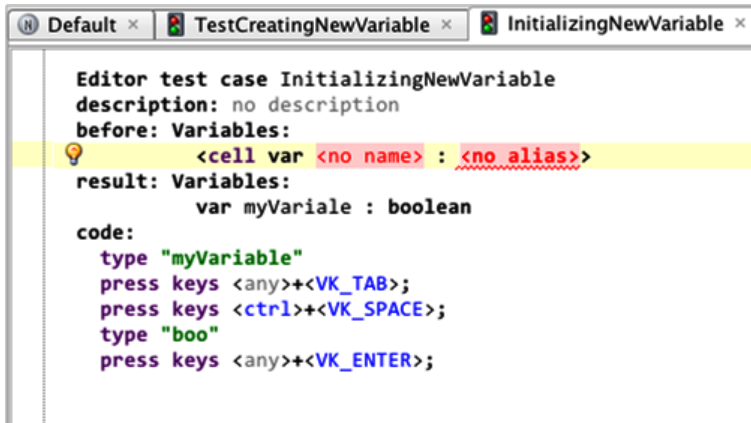 N Default × TestCreatingNewVariable × InitializingNewVariable ×
Editor test case InitializingNewVariable
description: no description
before: Variables:
<cell var <no name> : <no alias>>
result: Variables:
var myVariale : boolean
code:
type "myVariable"
press keys <any>+<VK_TAB>;
press keys <ctrl>+<VK_SPACE>;
type "boo"
press keys <any>+<VK_ENTER>;